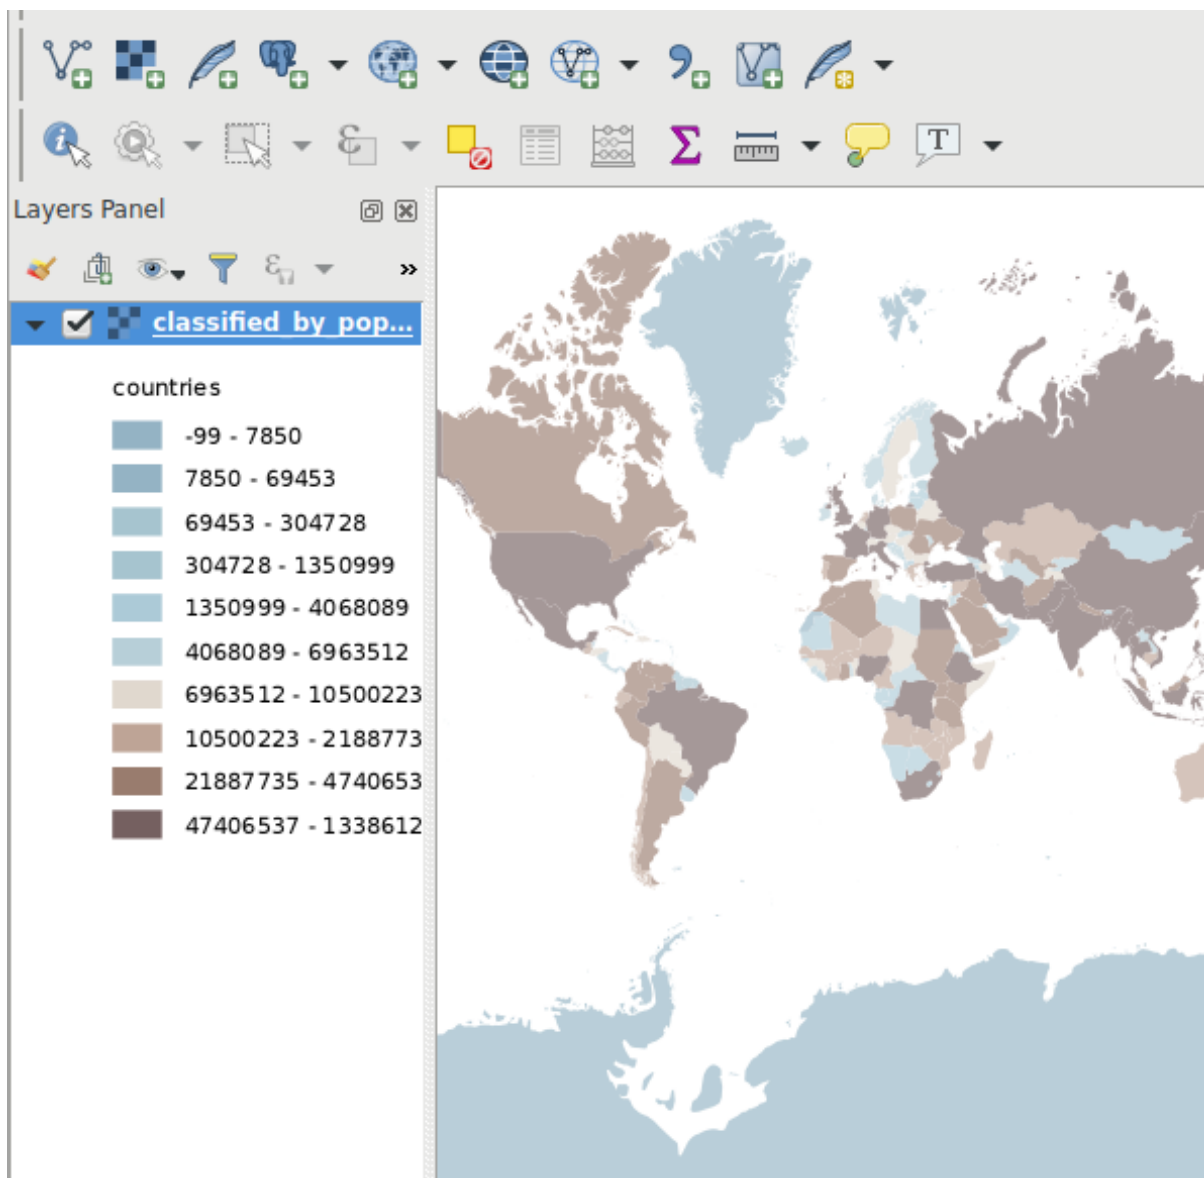 T
Layers Panel
classified_by_pop...
countries
-99 - 7850
7850 - 69453
69453 - 304728
304728 - 1350999
1350999 - 4068089
4068089 - 6963512
6963512 - 10500223
10500223 - 2188773
21887735 - 4740653
47406537 - 1338612